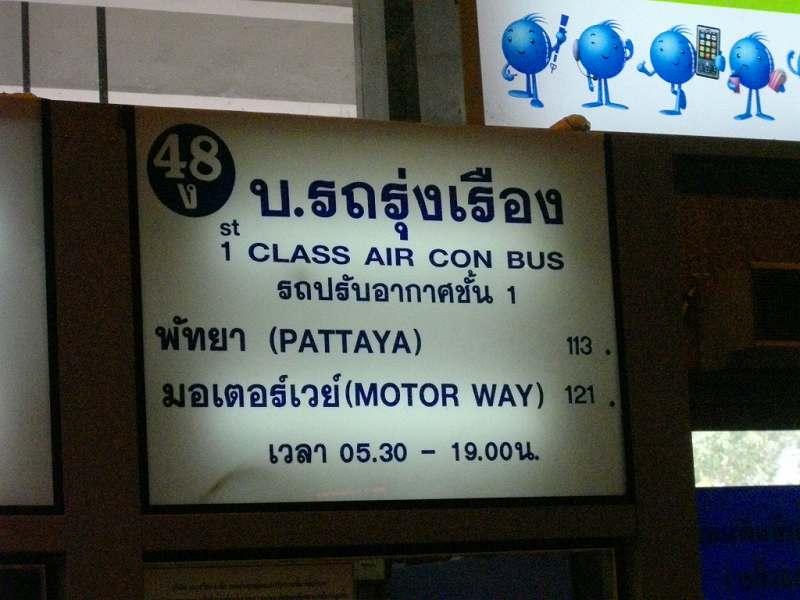 48
ง
บ.รถรุ่งเรือง
1st CLASS AIR CON BUS
รถปรับอากาศชั้น 1
พัทยา (PATTAYA) 113.
มอเตอร์เวย์(MOTOR WAY) 121.
เวลา 05.30 - 19.00น.